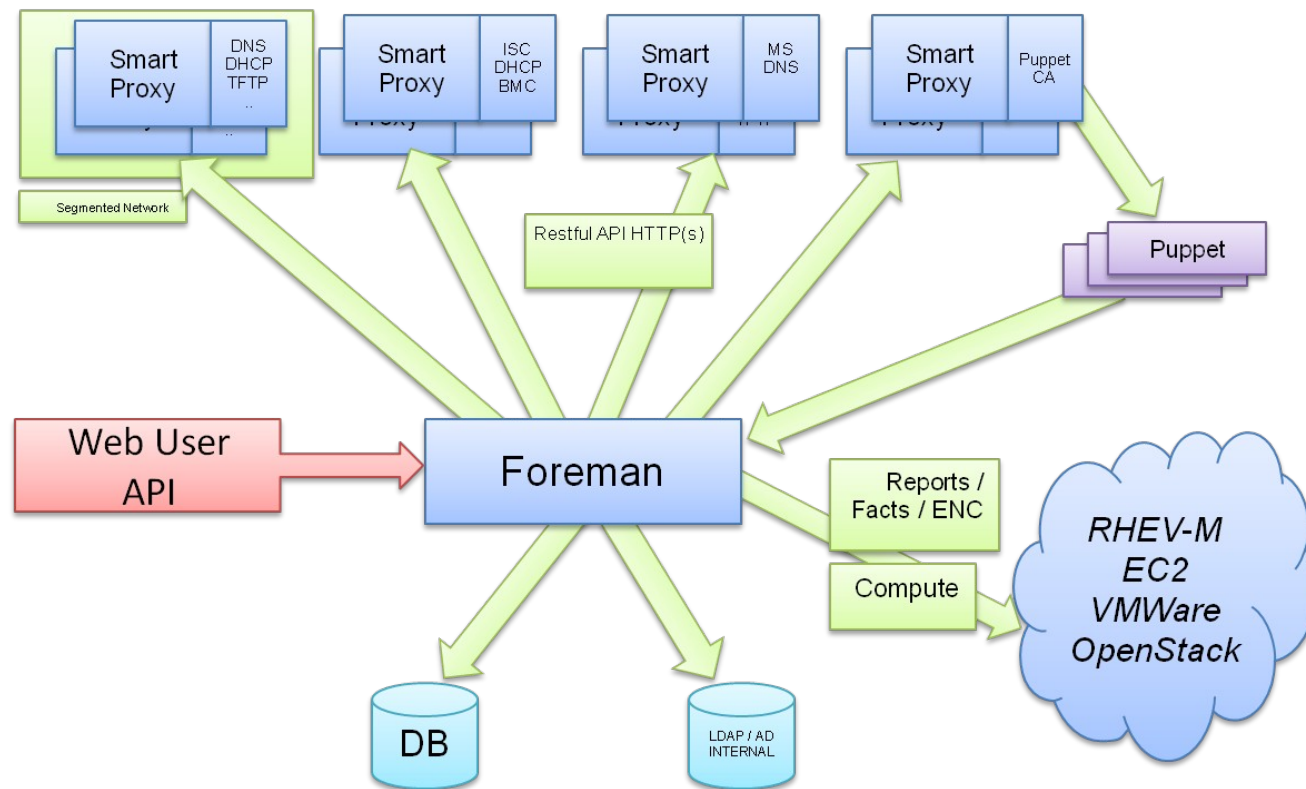 Smart
Proxy
DNS
DHCP
TFTP
..
..
Smart
Proxy
ISC
DHCP
BMC
Proxy
Smart
Proxy
MS
DNS
Smart
Proxy
Puppet
CA
Segmented Network
Restful API HTTP(s)
Puppet
Web User
API
Foreman
Reports /
Facts / ENC
Compute
RHEV-M
EC2
VMWare
OpenStack
DB
LDAP / AD
INTERNAL